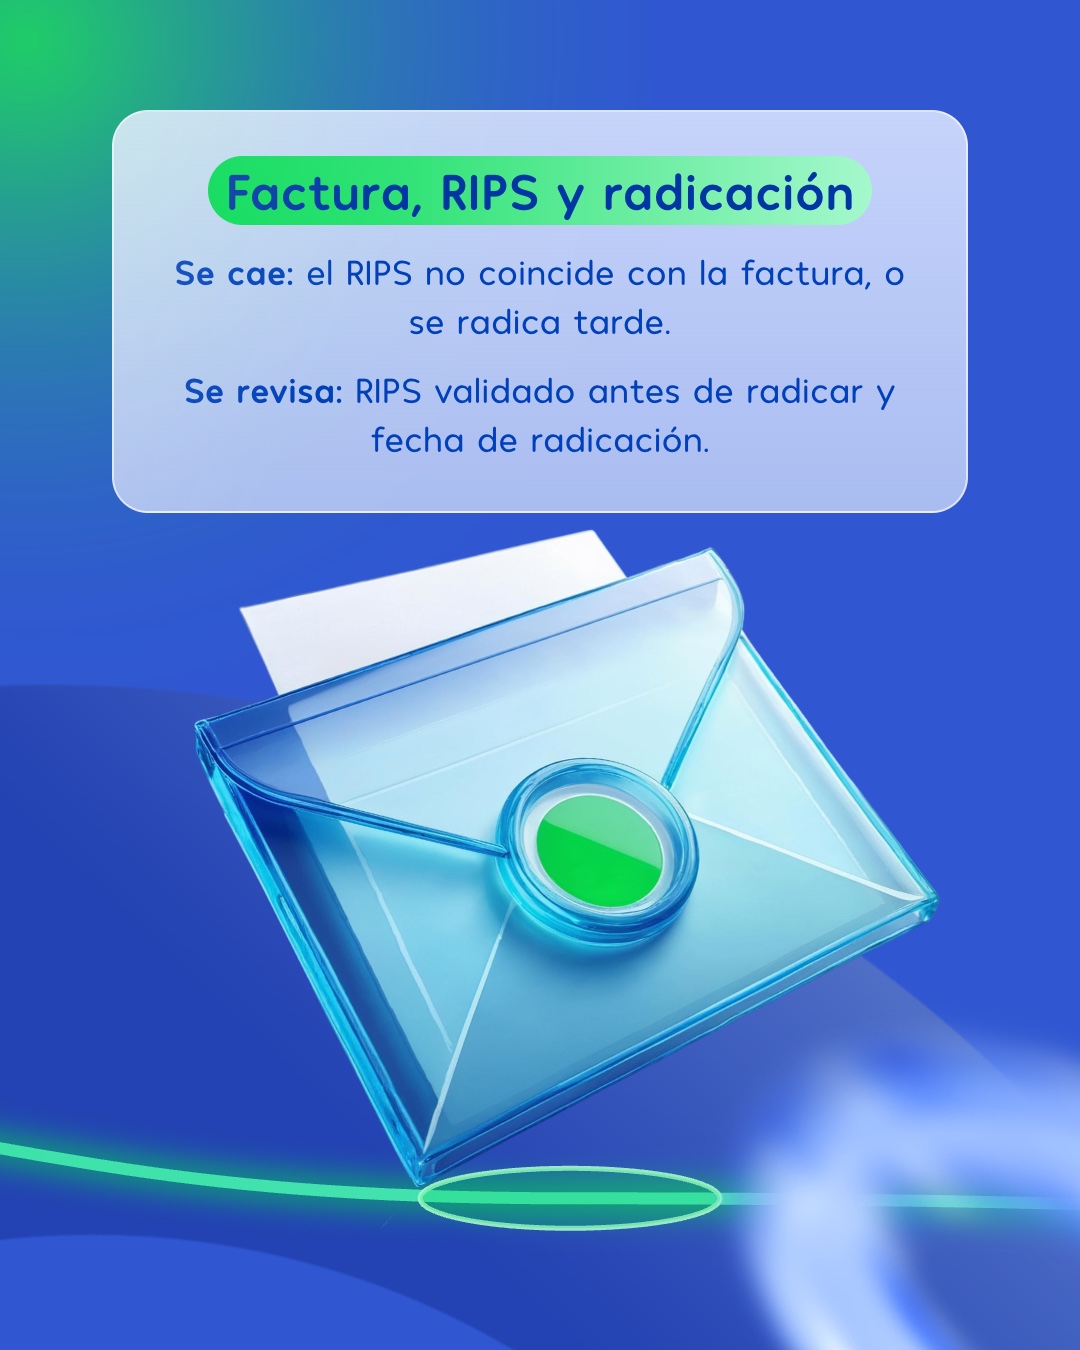 Factura, RIPS y radicación
Se cae: el RIPS no coincide con la factura, o
se radica tarde.
Se revisa: RIPS validado antes de radicar y
fecha de radicación.